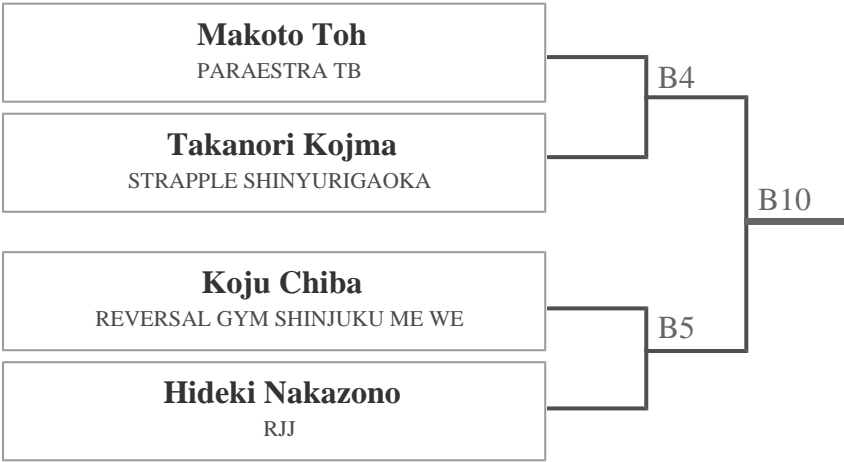 Makoto Toh
PARAESTRA TB
B4
Takanori Kojma
STRAPPLE SHINYURIGAOKA
B10
Koju Chiba
REVERSAL GYM SHINJUKU ME WE
B5
Hideki Nakazono
RJJ